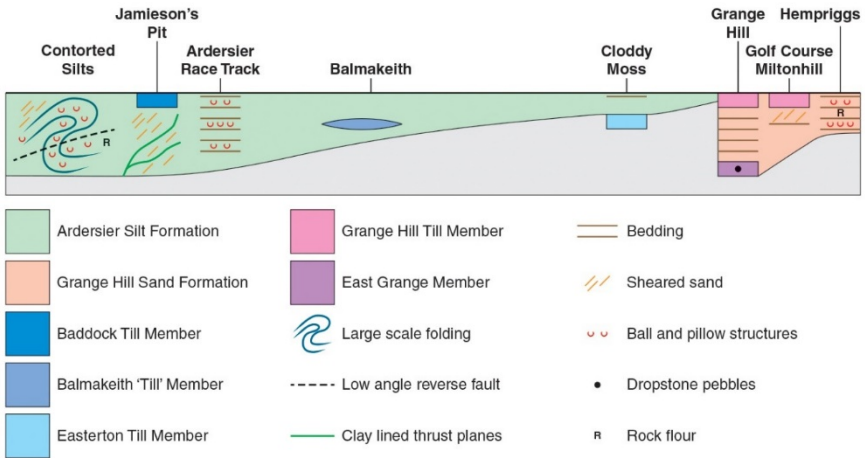 Jamieson's
Pit
Grange
Hill
Hempriggs
Contorted
Silts
Ardersier
Race Track
Balmakeith
Cloddy
Moss
Golf Course
Miltonhill
R
R
Ardersier Silt Formation
Grange Hill Till Member
Bedding
Grange Hill Sand Formation
East Grange Member
Sheared sand
Baddock Till Member
Large scale folding
Ball and pillow structures
Balmakeith 'Till' Member
Low angle reverse fault
Dropstone pebbles
Easterton Till Member
Clay lined thrust planes
R
Rock flour